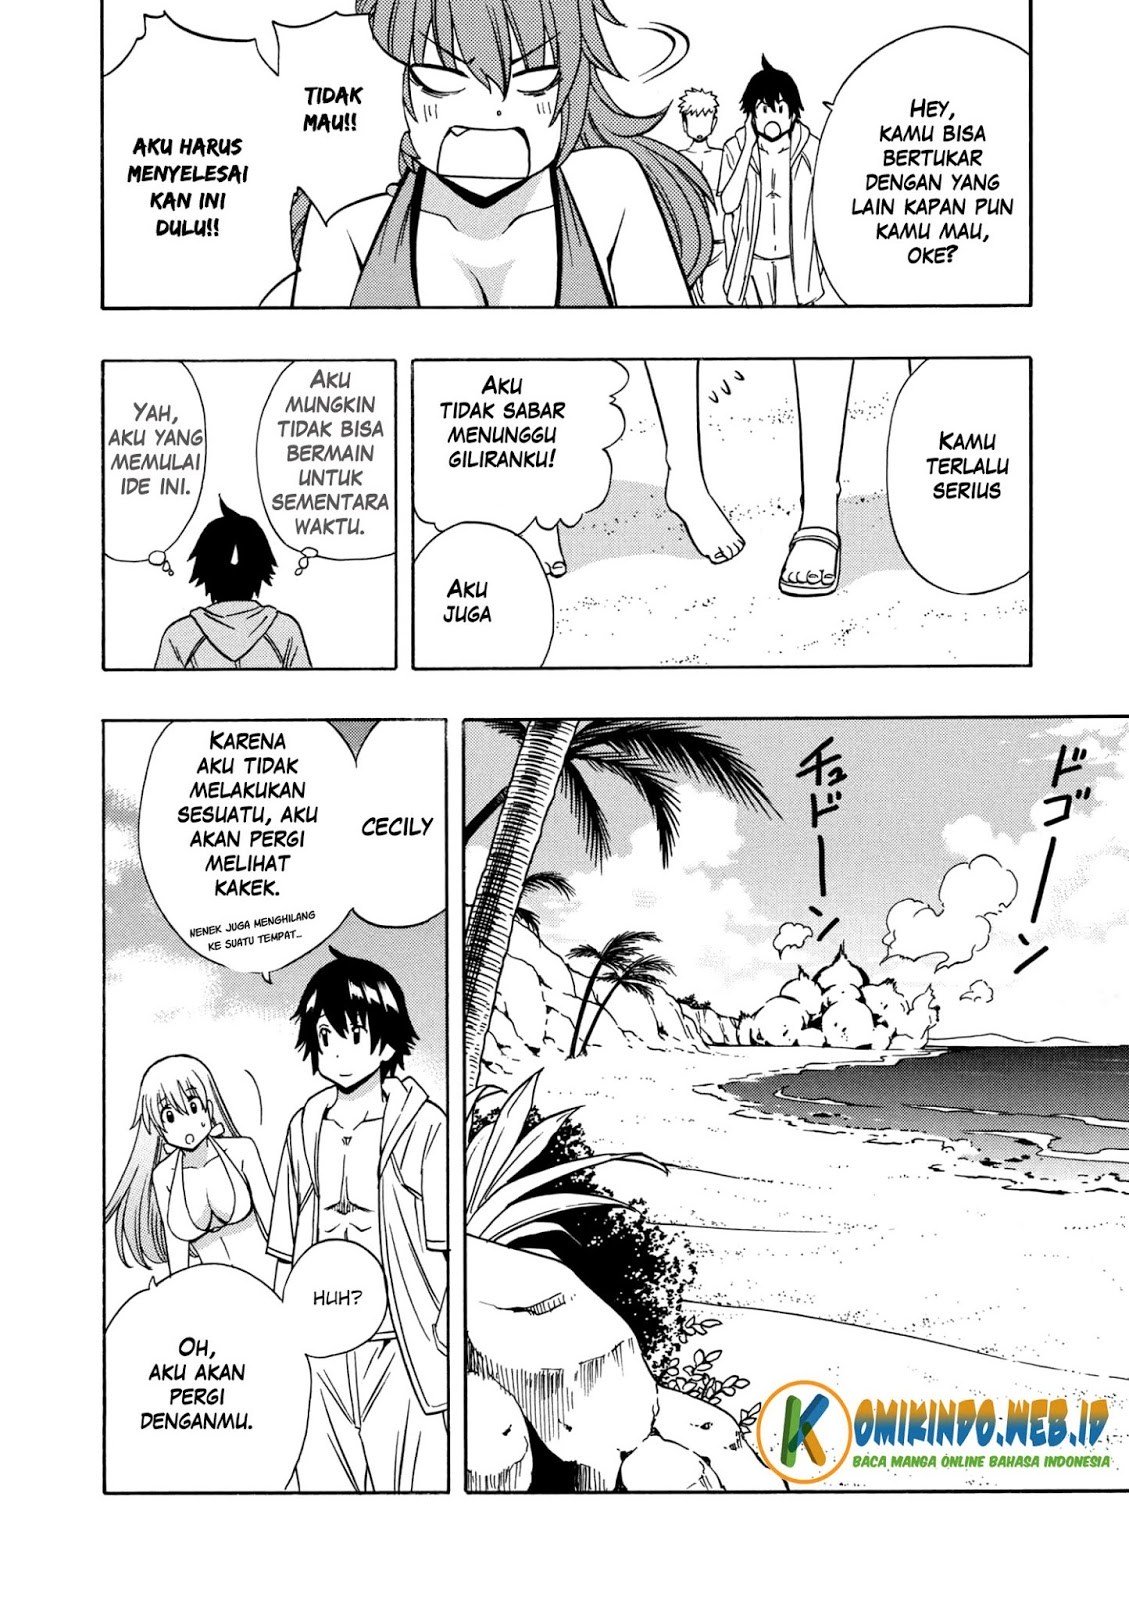 HEY,
KAMU BISA
BERTUKAR
DENGAN YANG
LAIN KAPAN PUN
KAMU MAU,
OKE?
TIDAK
MAU!!
AKU HARUS
MENYELESAI
KAN INI
DULU!!
KAMU
TERLALU
SERIUS
AKU
TIDAK SABAR
MENUNGGU
GILIRANKU!
AKU
JUGA
AKU
MUNGKIN
TIDAK BISA
BERMAIN
UNTUK
SEMENTARA
WAKTU.
YAH,
AKU YANG
MEMULAI
IDE INI.
ドゴーン
チュドーン
CECILY
KARENA
AKU TIDAK
MELAKUKAN
SESUATU, AKU
AKAN PERGI
MELIHAT
KAKEK.
NENEK JUGA MENGHILANG
KE SUATU TEMPAT...
HUH?
OH,
AKU AKAN
PERGI
DENGANMU.
KOMIKINDO.WEB.ID
BACA MANGA ONLINE BAHASA INDONESIA